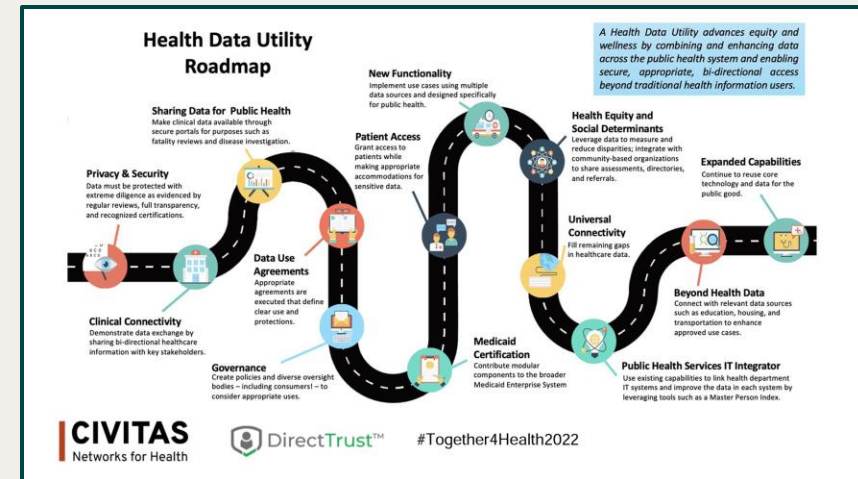 Health Data Utility
Roadmap
A Health Data Utility advances equity and
wellness by combining and enhancing data
across the public health system and enabling
secure, appropriate, bi-directional access
beyond traditional health information users.
Privacy & Security
Data must be protected with
extreme diligence as evidenced by
regular reviews, full transparency,
and recognized certifications.
Clinical Connectivity
Demonstrate data exchange by
sharing bi-directional healthcare
information with key stakeholders.
Sharing Data for Public Health
Make clinical data available through
secure portals for purposes such as
fatality reviews and disease investigation.
Data Use
Agreements
Appropriate
agreements are
executed that define
clear use and
protections.
Governance
Create policies and diverse oversight
bodies – including consumers! – to
consider appropriate uses.
Medicaid
Certification
Contribute modular
components to the broader
Medicaid Enterprise System
Patient Access
Grant access to
patients while
making appropriate
accommodations for
sensitive data.
New Functionality
Implement use cases using multiple
data sources and designed specifically
for public health.
Health Equity and
Social Determinants
Leverage data to measure and
reduce disparities; integrate with
community-based organizations
to share assessments, directories,
and referrals.
Universal
Connectivity
Fill remaining gaps
in healthcare data.
Public Health Services IT Integrator
Use existing capabilities to link health department
IT systems and improve the data in each system by
leveraging tools such as a Master Person Index.
Beyond Health Data
Connect with relevant data sources
such as education, housing, and
transportation to enhance
approved use cases.
Expanded Capabilities
Continue to reuse core
technology and data for the
public good.
CIVITAS
Networks for Health
DirectTrust™
#Together4Health2022